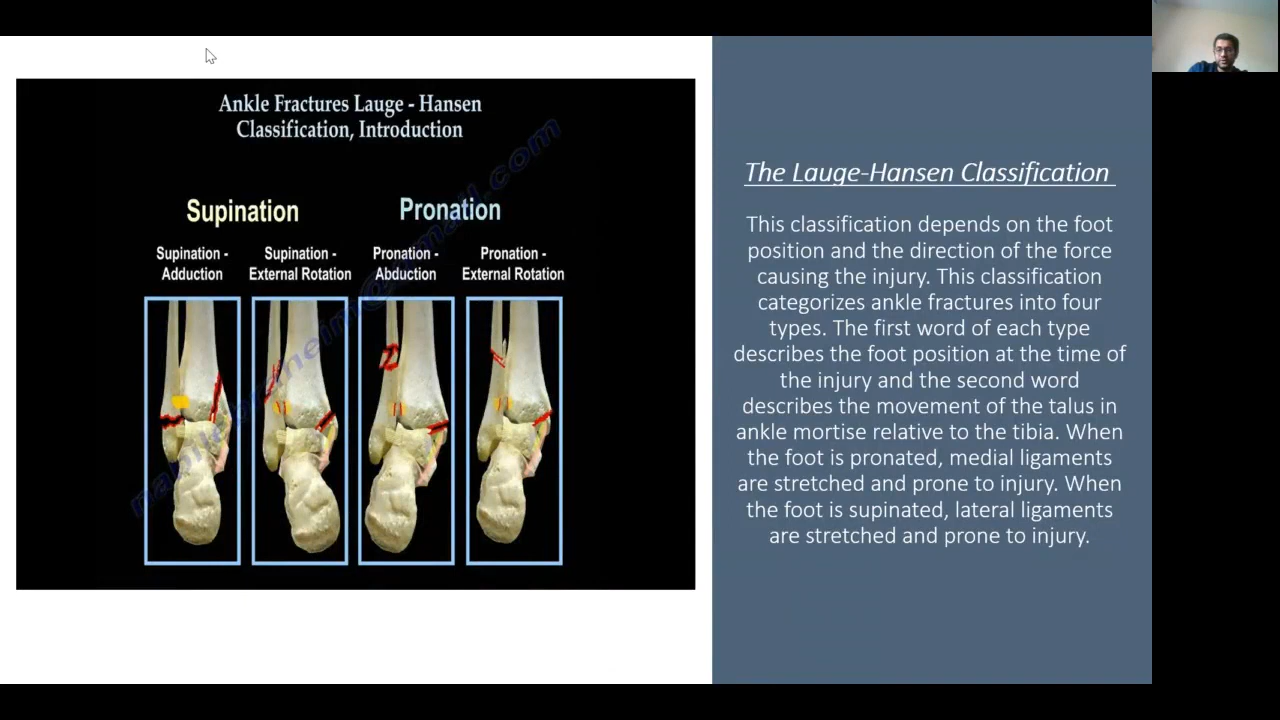 Ankle Fractures Lauge - Hansen
Classification, Introduction
Supination
Pronation
Supination -
Adduction
Supination -
External Rotation
Pronation -
Abduction
Pronation -
External Rotation
The Lauge-Hansen Classification
This classification depends on the foot
position and the direction of the force
causing the injury. This classification
categorizes ankle fractures into four
types. The first word of each type
describes the foot position at the time of
the injury and the second word
describes the movement of the talus in
ankle mortise relative to the tibia. When
the foot is pronated, medial ligaments
are stretched and prone to injury. When
the foot is supinated, lateral ligaments
are stretched and prone to injury.